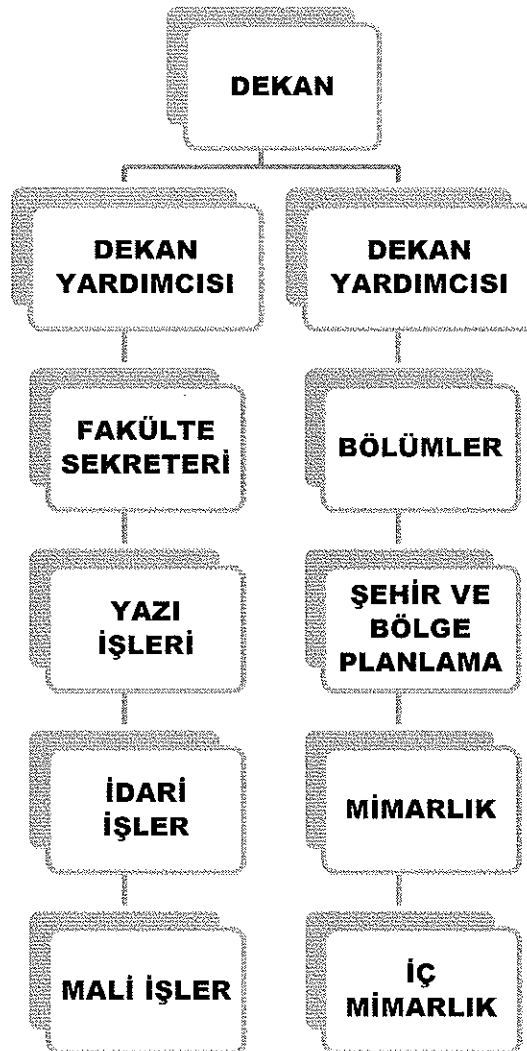 DEKAN
DEKAN
YARDIMCISI
DEKAN
YARDIMCISI
FAKÜLTE
SEKRETERİ
BÖLÜMLER
YAZI
İŞLERİ
ŞEHİR VE
BÖLGE
PLANLAMA
İDARİ
İŞLER
MİMARLIK
MALİ İŞLER
İÇ
MİMARLIK